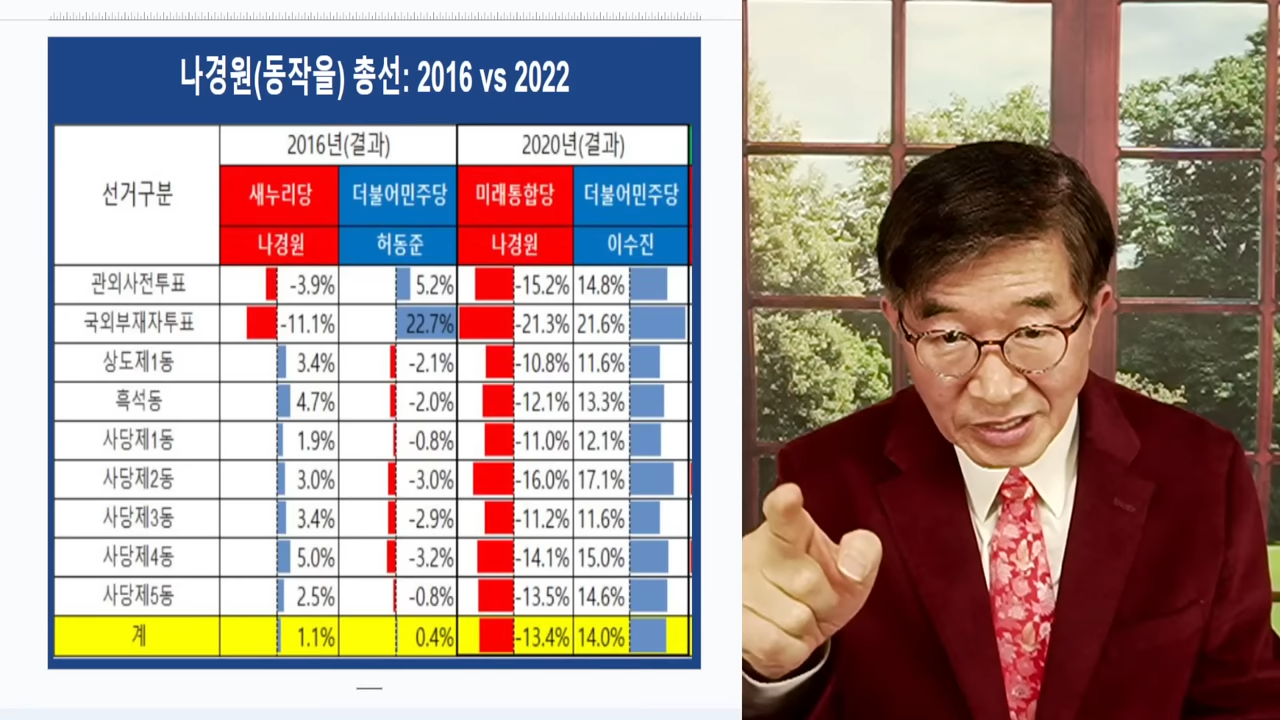 나경원(동작을) 총선: 2016 vs 2022
선거구분 2016년(결과) 2020년(결과)
새누리당 더불어민주당 미래통합당 더불어민주당
나경원 허동준 나경원 이수진
관외사전투표 -3.9% 5.2% -15.2% 14.8%
국외부재자투표 -11.1% 22.7% -21.3% 21.6%
상도제1동 3.4% -2.1% -10.8% 11.6%
흑석동 4.7% -2.0% -12.1% 13.3%
사당제1동 1.9% -0.8% -11.0% 12.1%
사당제2동 3.0% -3.0% -16.0% 17.1%
사당제3동 3.4% -2.9% -11.2% 11.6%
사당제4동 5.0% -3.2% -14.1% 15.0%
사당제5동 2.5% -0.8% -13.5% 14.6%
계 1.1% 0.4% -13.4% 14.0%